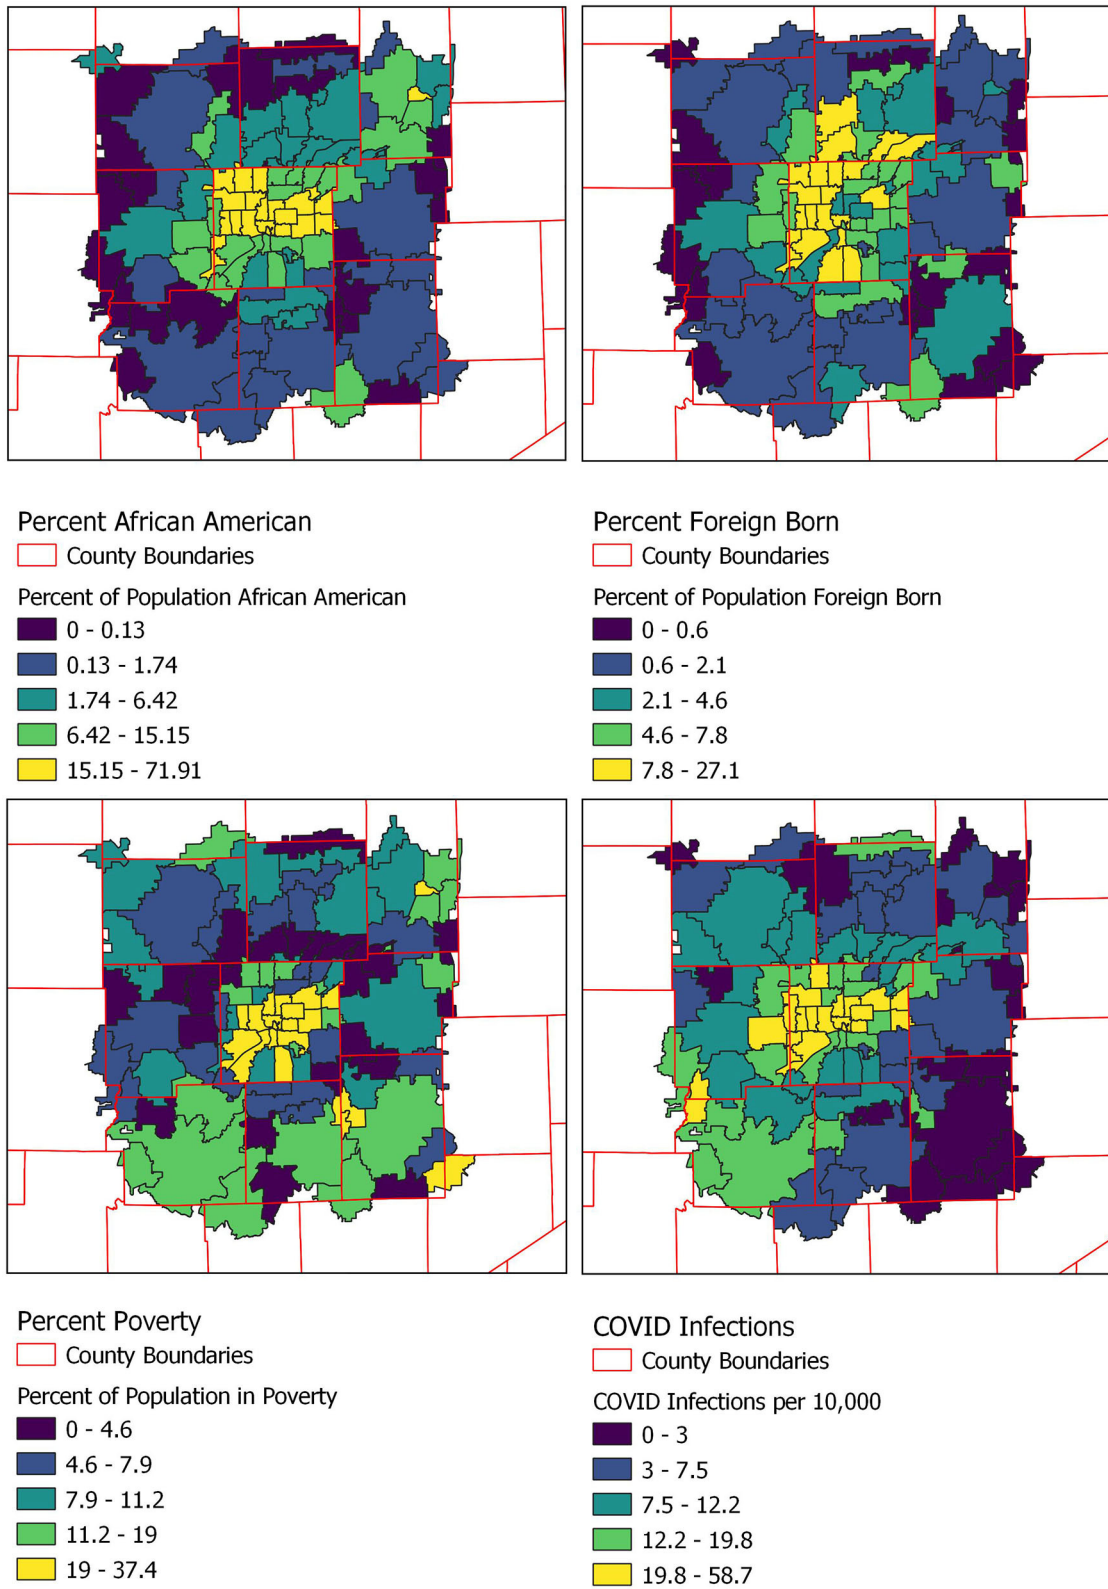 Percent African American
County Boundaries
Percent of Population African American
0 - 0.13
0.13 - 1.74
1.74 - 6.42
6.42 - 15.15
15.15 - 71.91
Percent Foreign Born
County Boundaries
Percent of Population Foreign Born
0 - 0.6
0.6 - 2.1
2.1 - 4.6
4.6 - 7.8
7.8 - 27.1
Percent Poverty
County Boundaries
Percent of Population in Poverty
0 - 4.6
4.6 - 7.9
7.9 - 11.2
11.2 - 19
19 - 37.4
COVID Infections
County Boundaries
COVID Infections per 10,000
0 - 3
3 - 7.5
7.5 - 12.2
12.2 - 19.8
19.8 - 58.7